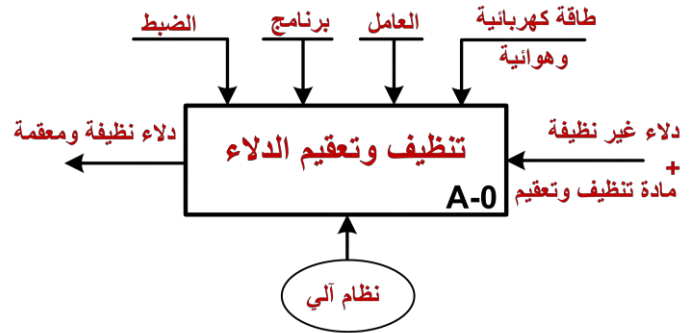 طاقة كهربائية
وهوائية
العامل
برنامج
الضبط
دلاء غير نظيفة
+
مادة تنظيف وتعقيم
تنظيف وتعقيم الدلاء
A-0
دلاء نظيفة ومعقمة
نظام آلي